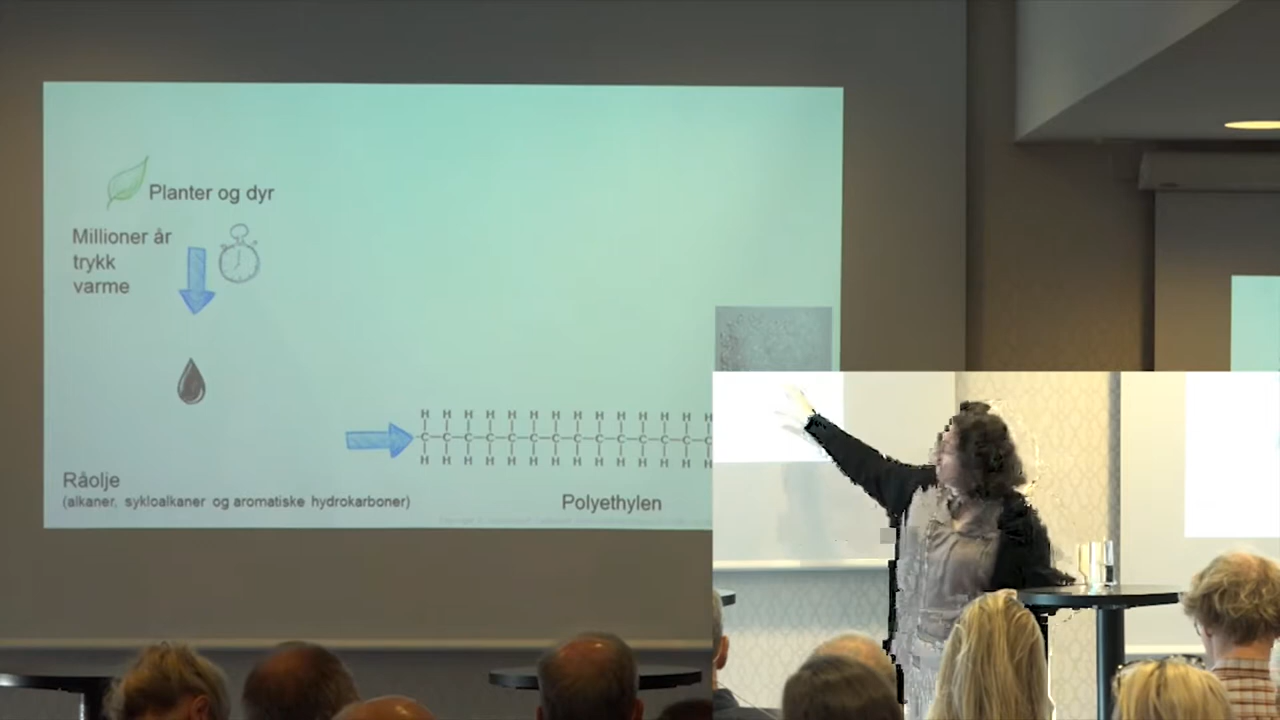 Planter og dyr
Millioner år
trykk
varme
H H H H H H H H H H H H H H
C C C C C C C C C C C C C C
H H H H H H H H H H H H H H
Råolje
(alkaner, sykloalkaner og aromatiske hydrokarboner)
Polyethylen